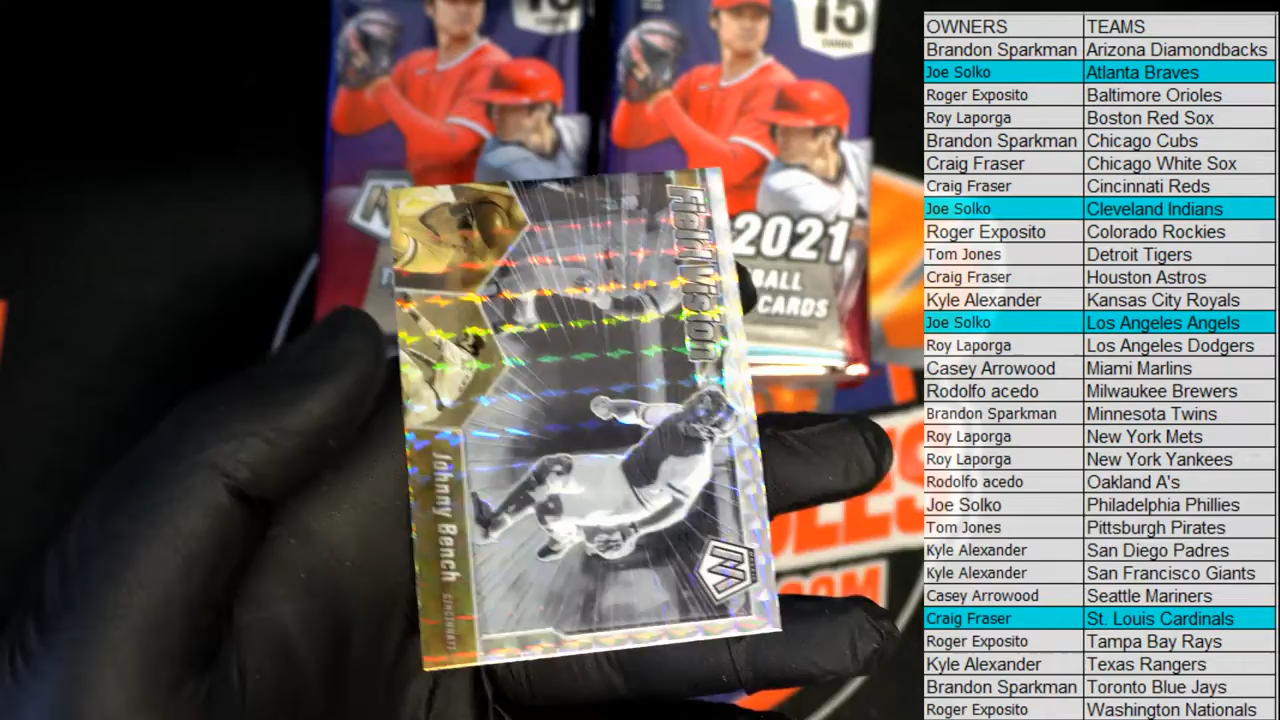 15
CARDS
2021
BALL
CARDS
Field Vision
Johnny Bench
CINCINNATI
OWNERS TEAMS
Brandon Sparkman Arizona Diamondbacks
Joe Solko Atlanta Braves
Roger Exposito Baltimore Orioles
Roy Laporga Boston Red Sox
Brandon Sparkman Chicago Cubs
Craig Fraser Chicago White Sox
Craig Fraser Cincinnati Reds
Joe Solko Cleveland Indians
Roger Exposito Colorado Rockies
Tom Jones Detroit Tigers
Craig Fraser Houston Astros
Kyle Alexander Kansas City Royals
Joe Solko Los Angeles Angels
Roy Laporga Los Angeles Dodgers
Casey Arrowood Miami Marlins
Rodolfo acedo Milwaukee Brewers
Brandon Sparkman Minnesota Twins
Roy Laporga New York Mets
Roy Laporga New York Yankees
Rodolfo acedo Oakland A's
Joe Solko Philadelphia Phillies
Tom Jones Pittsburgh Pirates
Kyle Alexander San Diego Padres
Kyle Alexander San Francisco Giants
Casey Arrowood Seattle Mariners
Craig Fraser St. Louis Cardinals
Roger Exposito Tampa Bay Rays
Kyle Alexander Texas Rangers
Brandon Sparkman Toronto Blue Jays
Roger Exposito Washington Nationals